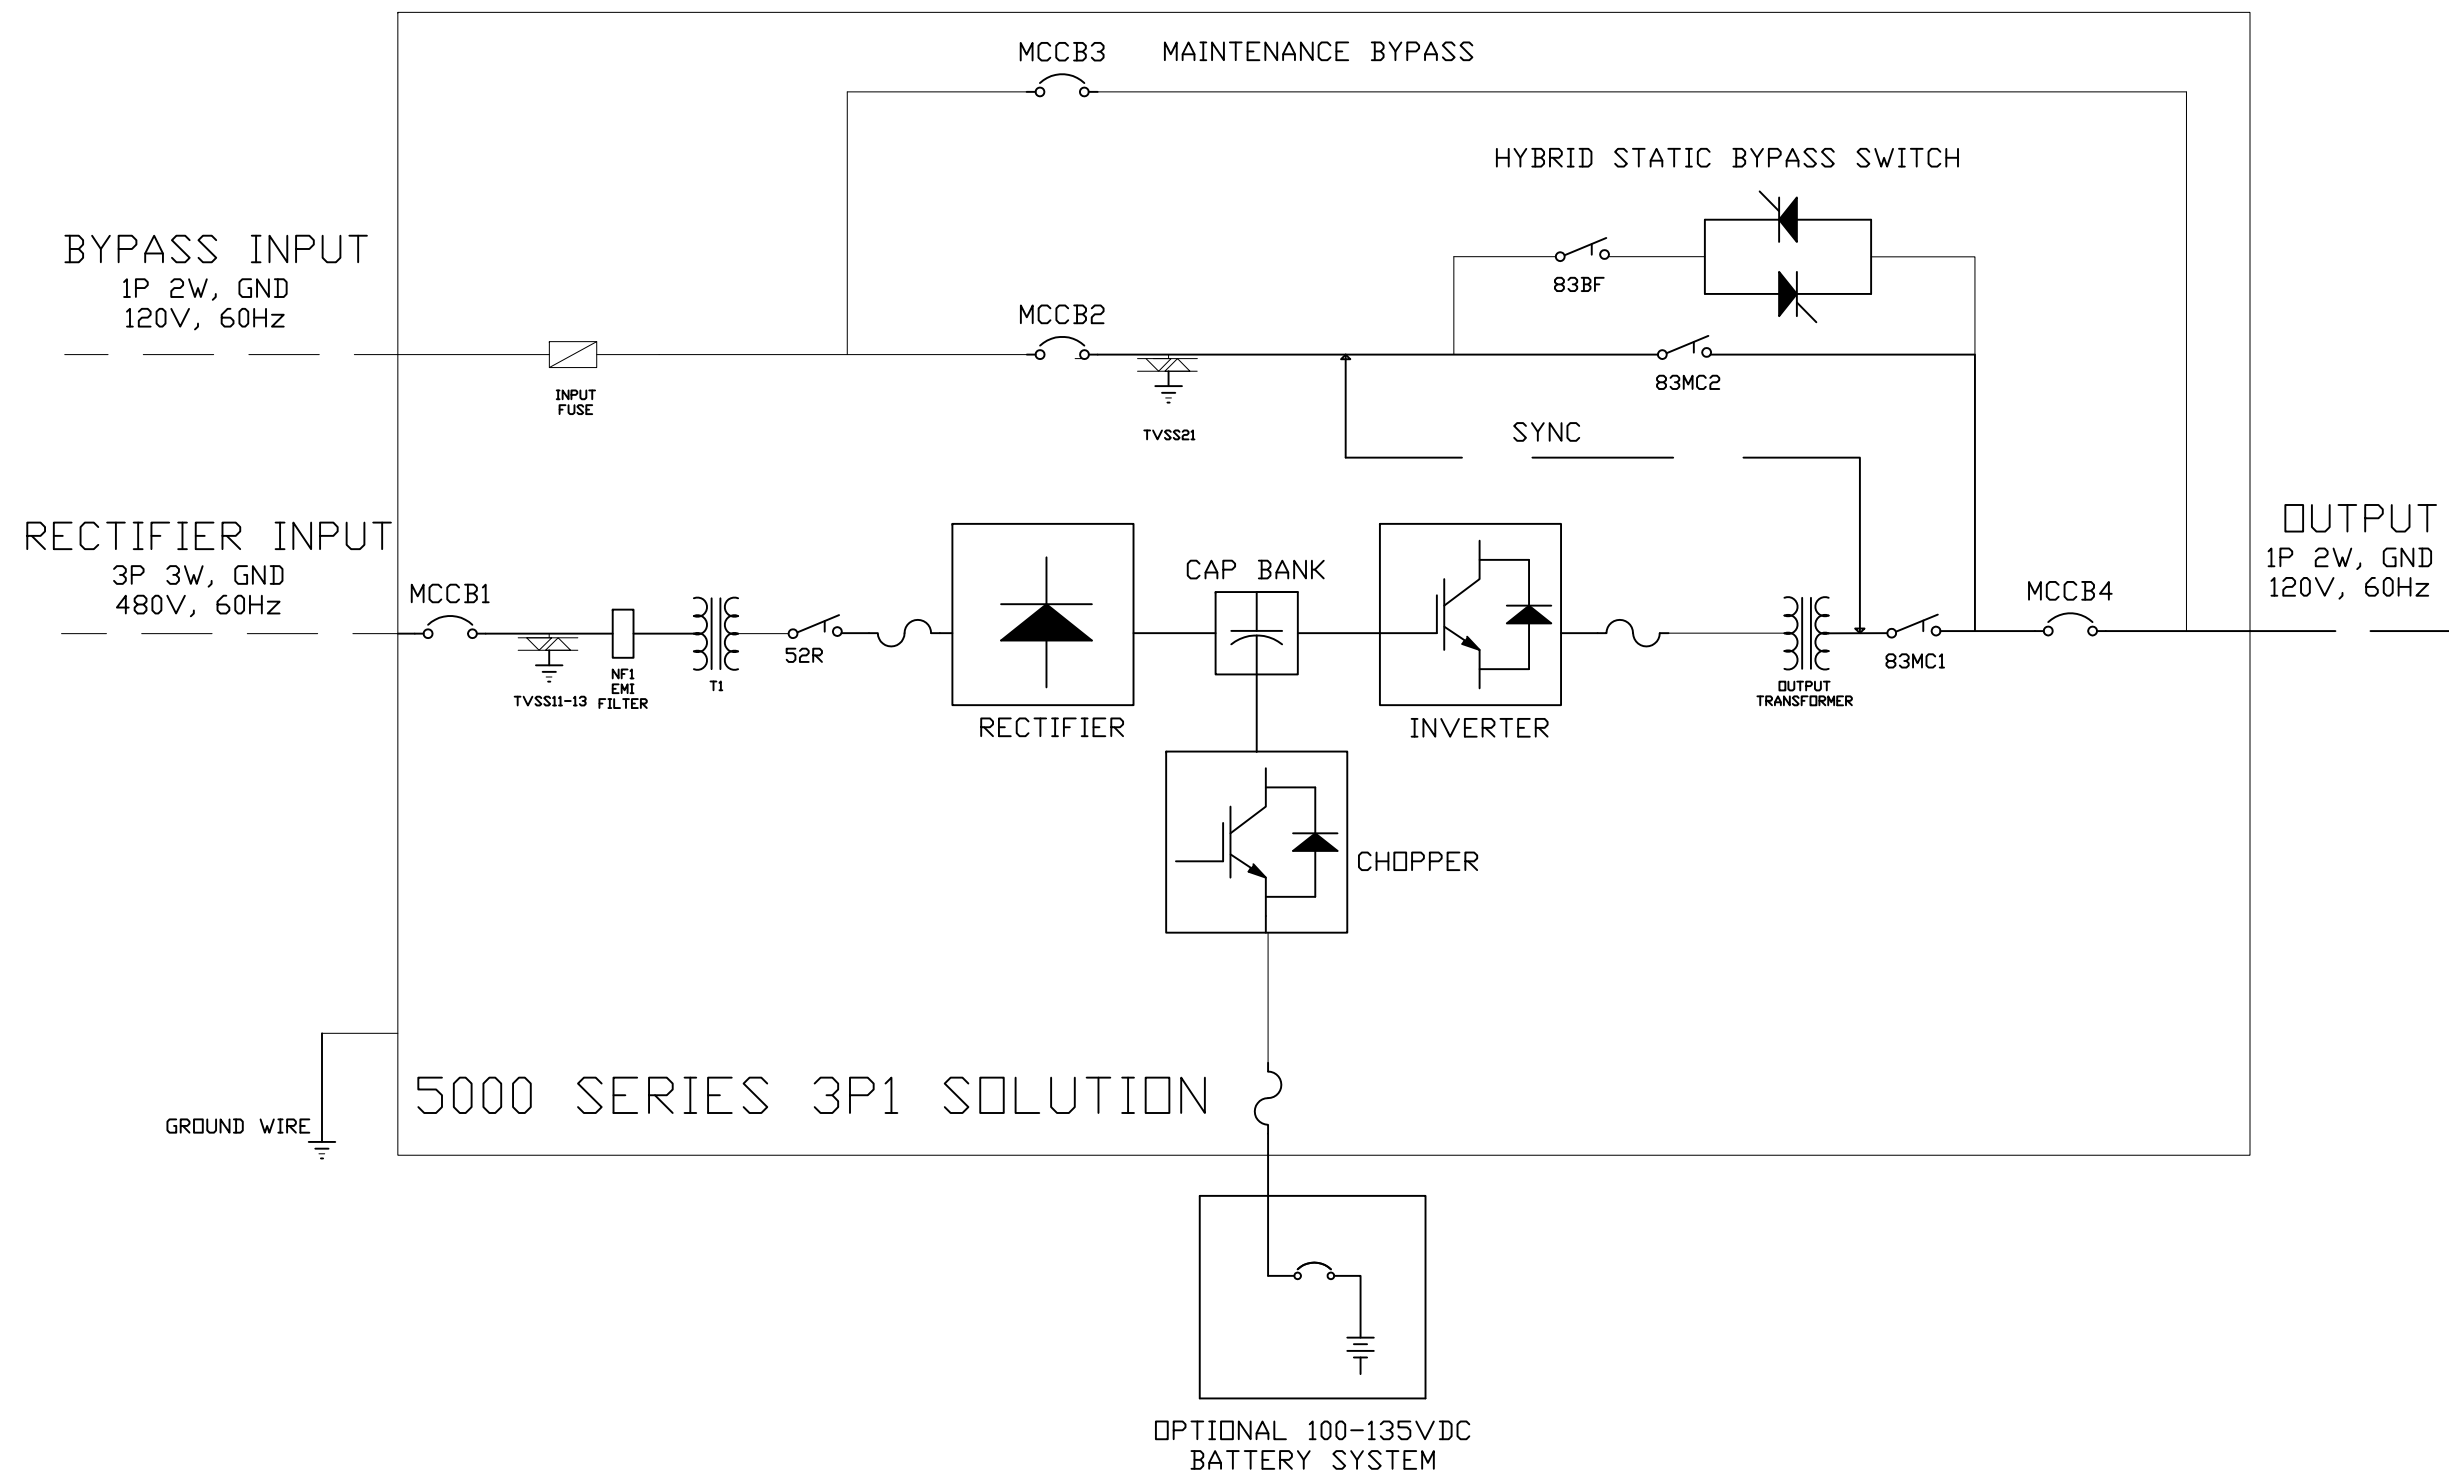 MCCB3 MAINTENANCE BYPASS
HYBRID STATIC BYPASS SWITCH
BYPASS INPUT
1P 2W, GND
120V, 60Hz
83BF
MCCB2
83MC2
INPUT
FUSE
TVSS21
SYNC
RECTIFIER INPUT
3P 3W, GND
480V, 60Hz
OUTPUT
1P 2W, GND
120V, 60Hz
MCCB1
CAP BANK
MCCB4
52R
83MC1
NF1
EMI
FILTER
TVSS11-13
T1
OUTPUT
TRANSFORMER
RECTIFIER
INVERTER
CHOPPER
5000 SERIES 3P1 SOLUTION
GROUND WIRE
OPTIONAL 100-135VDC
BATTERY SYSTEM